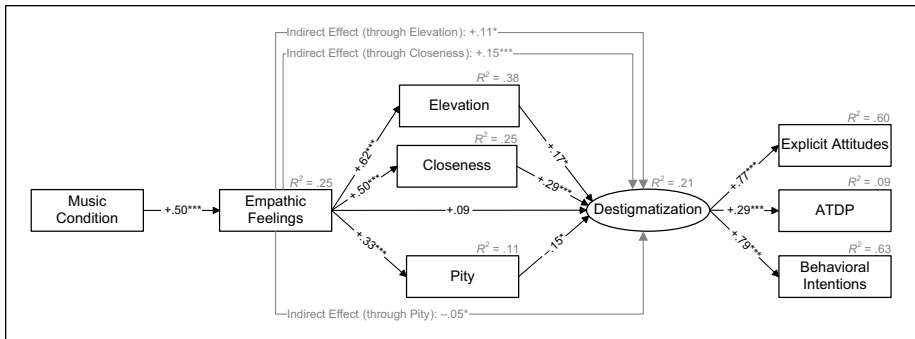 Indirect Effect (through Elevation): +.11*
Indirect Effect (through Closeness): +.15***
R² = .38
Elevation
R² = .60
Explicit Attitudes
+.62***
+.17*
R² = .25
Closeness
+.77***
+.50***
+.29***
R² = .25
R² = .21
R² = .09
Music
Condition
+.50***
Empathic
Feelings
+.09
Destigmatization
+.29***
ATDP
+.33***
R² = .11
Pity
–.15*
+.79***
R² = .63
Behavioral
Intentions
Indirect Effect (through Pity): –.05*